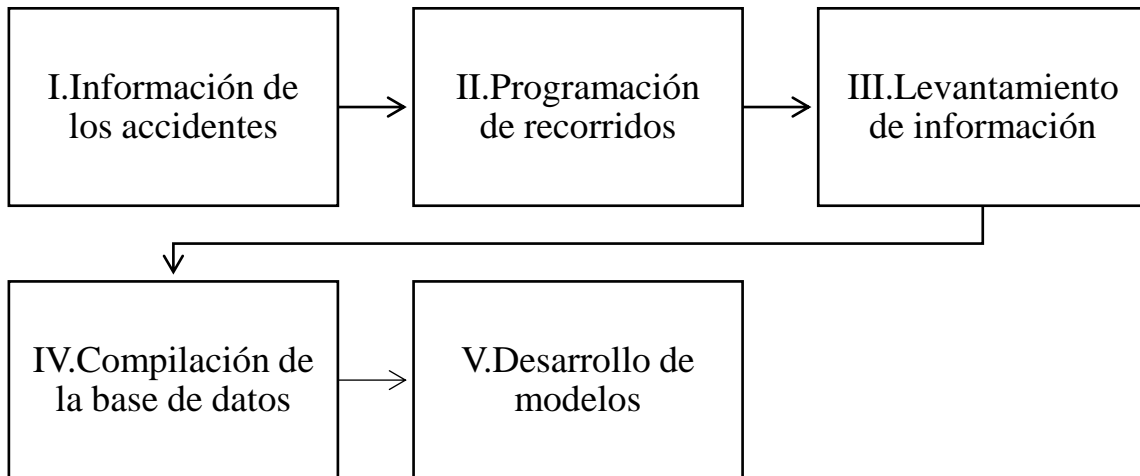 I.Información de
los accidentes
II.Programación
de recorridos
III.Levantamiento
de información
IV.Compilación de
la base de datos
V.Desarrollo de
modelos